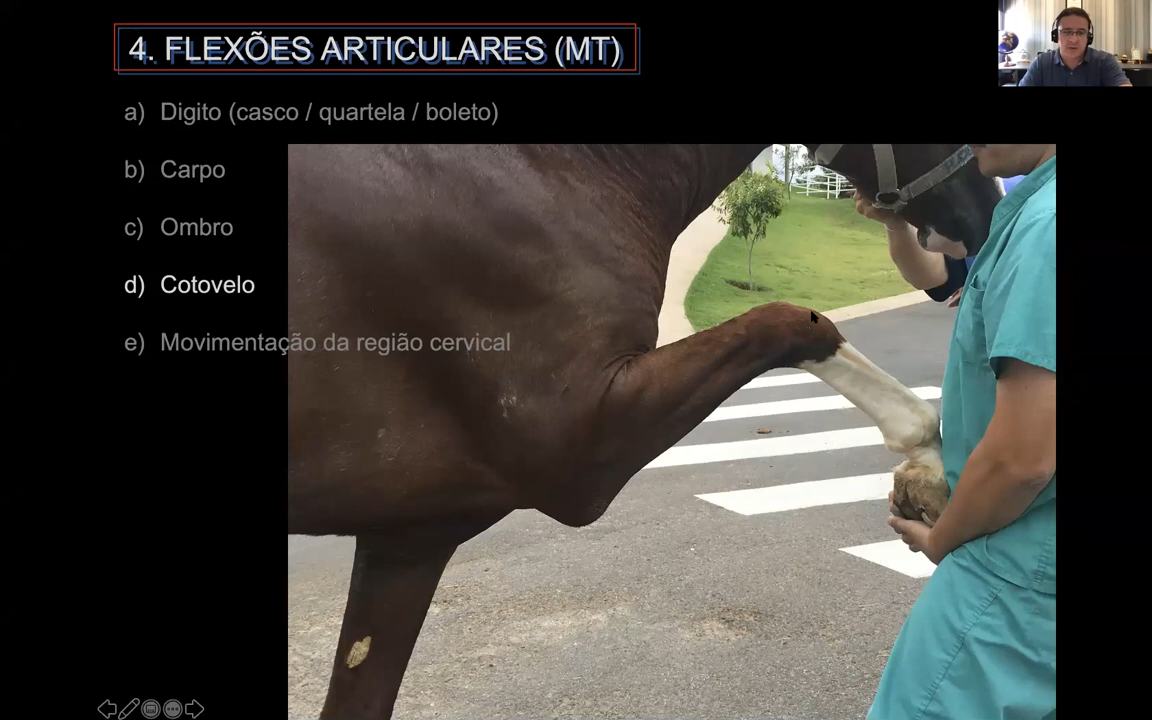 4. FLEXÕES ARTICULARES (MT)
a) Digito (casco / quartela / boleto)
b) Carpo
c) Ombro
d) Cotovelo
e) Movimentação da região cervical